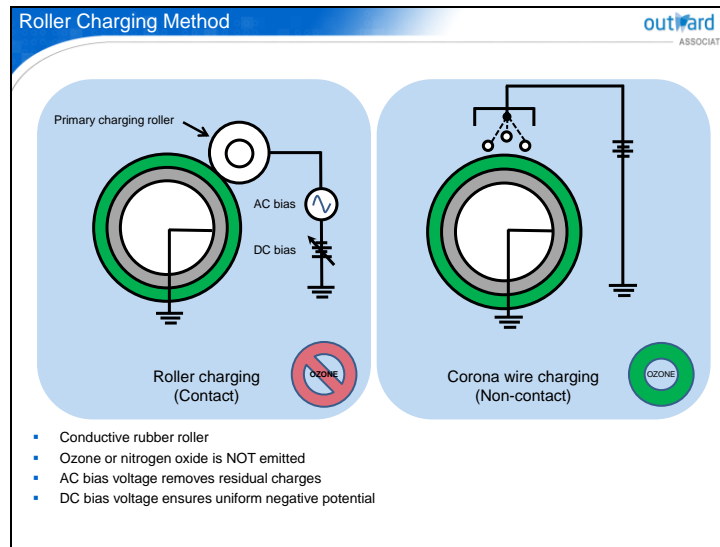 Roller Charging Method
outward
ASSOCIAT
Primary charging roller
AC bias
DC bias
OZONE
Roller charging
(Contact)
OZONE
Corona wire charging
(Non-contact)
Conductive rubber roller
Ozone or nitrogen oxide is NOT emitted
AC bias voltage removes residual charges
DC bias voltage ensures uniform negative potential